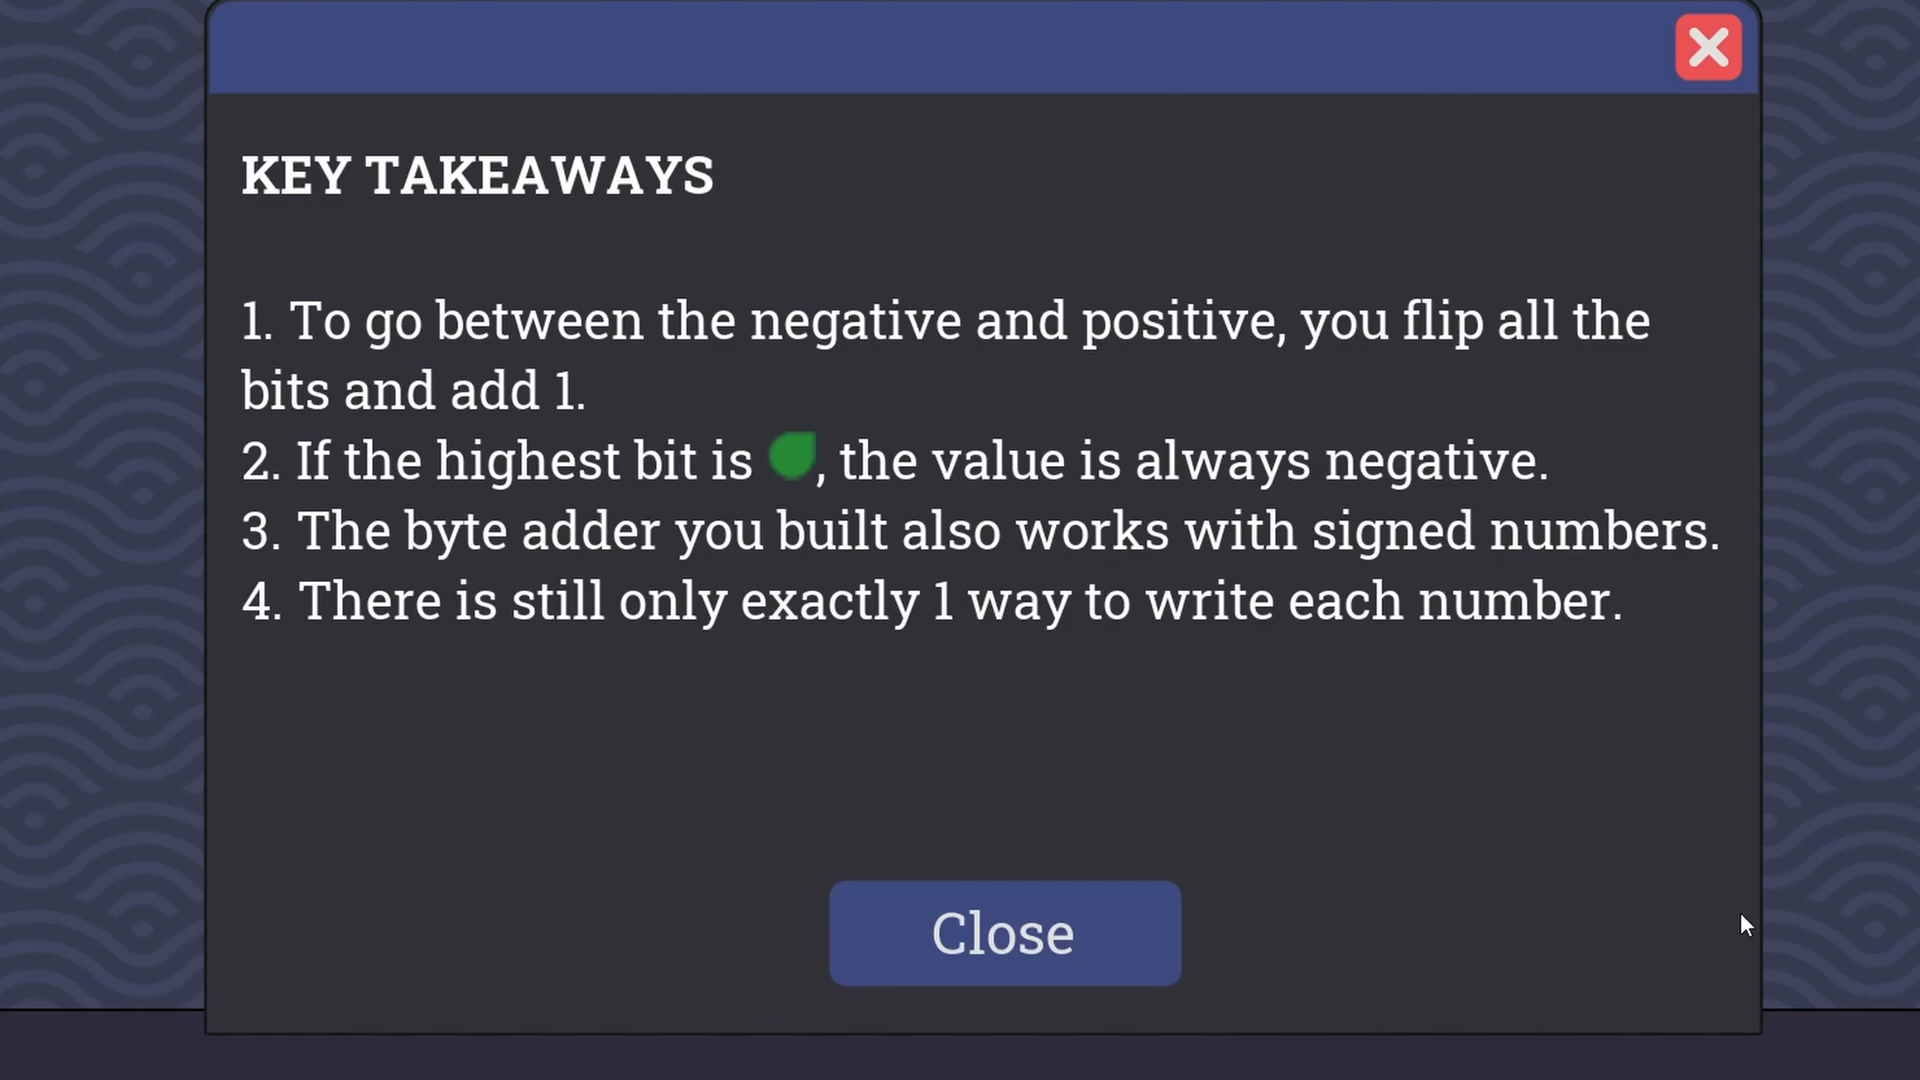 KEY TAKEAWAYS
1. To go between the negative and positive, you flip all the
bits and add 1.
2. If the highest bit is , the value is always negative.
3. The byte adder you built also works with signed numbers.
4. There is still only exactly 1 way to write each number.
Close